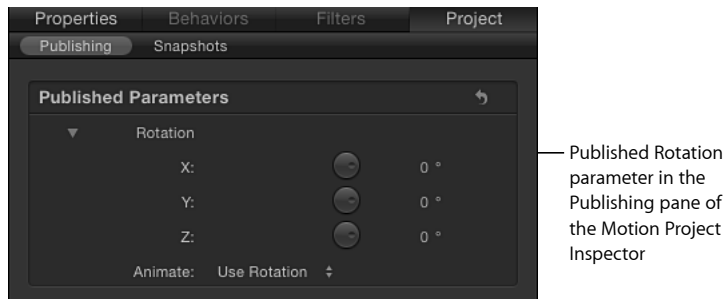 Properties Behaviors Filters Project
Publishing Snapshots
Published Parameters
Rotation
X: 0 °
Y: 0 °
Z: 0 °
Animate: Use Rotation
Published Rotation
parameter in the
Publishing pane of
the Motion Project
Inspector